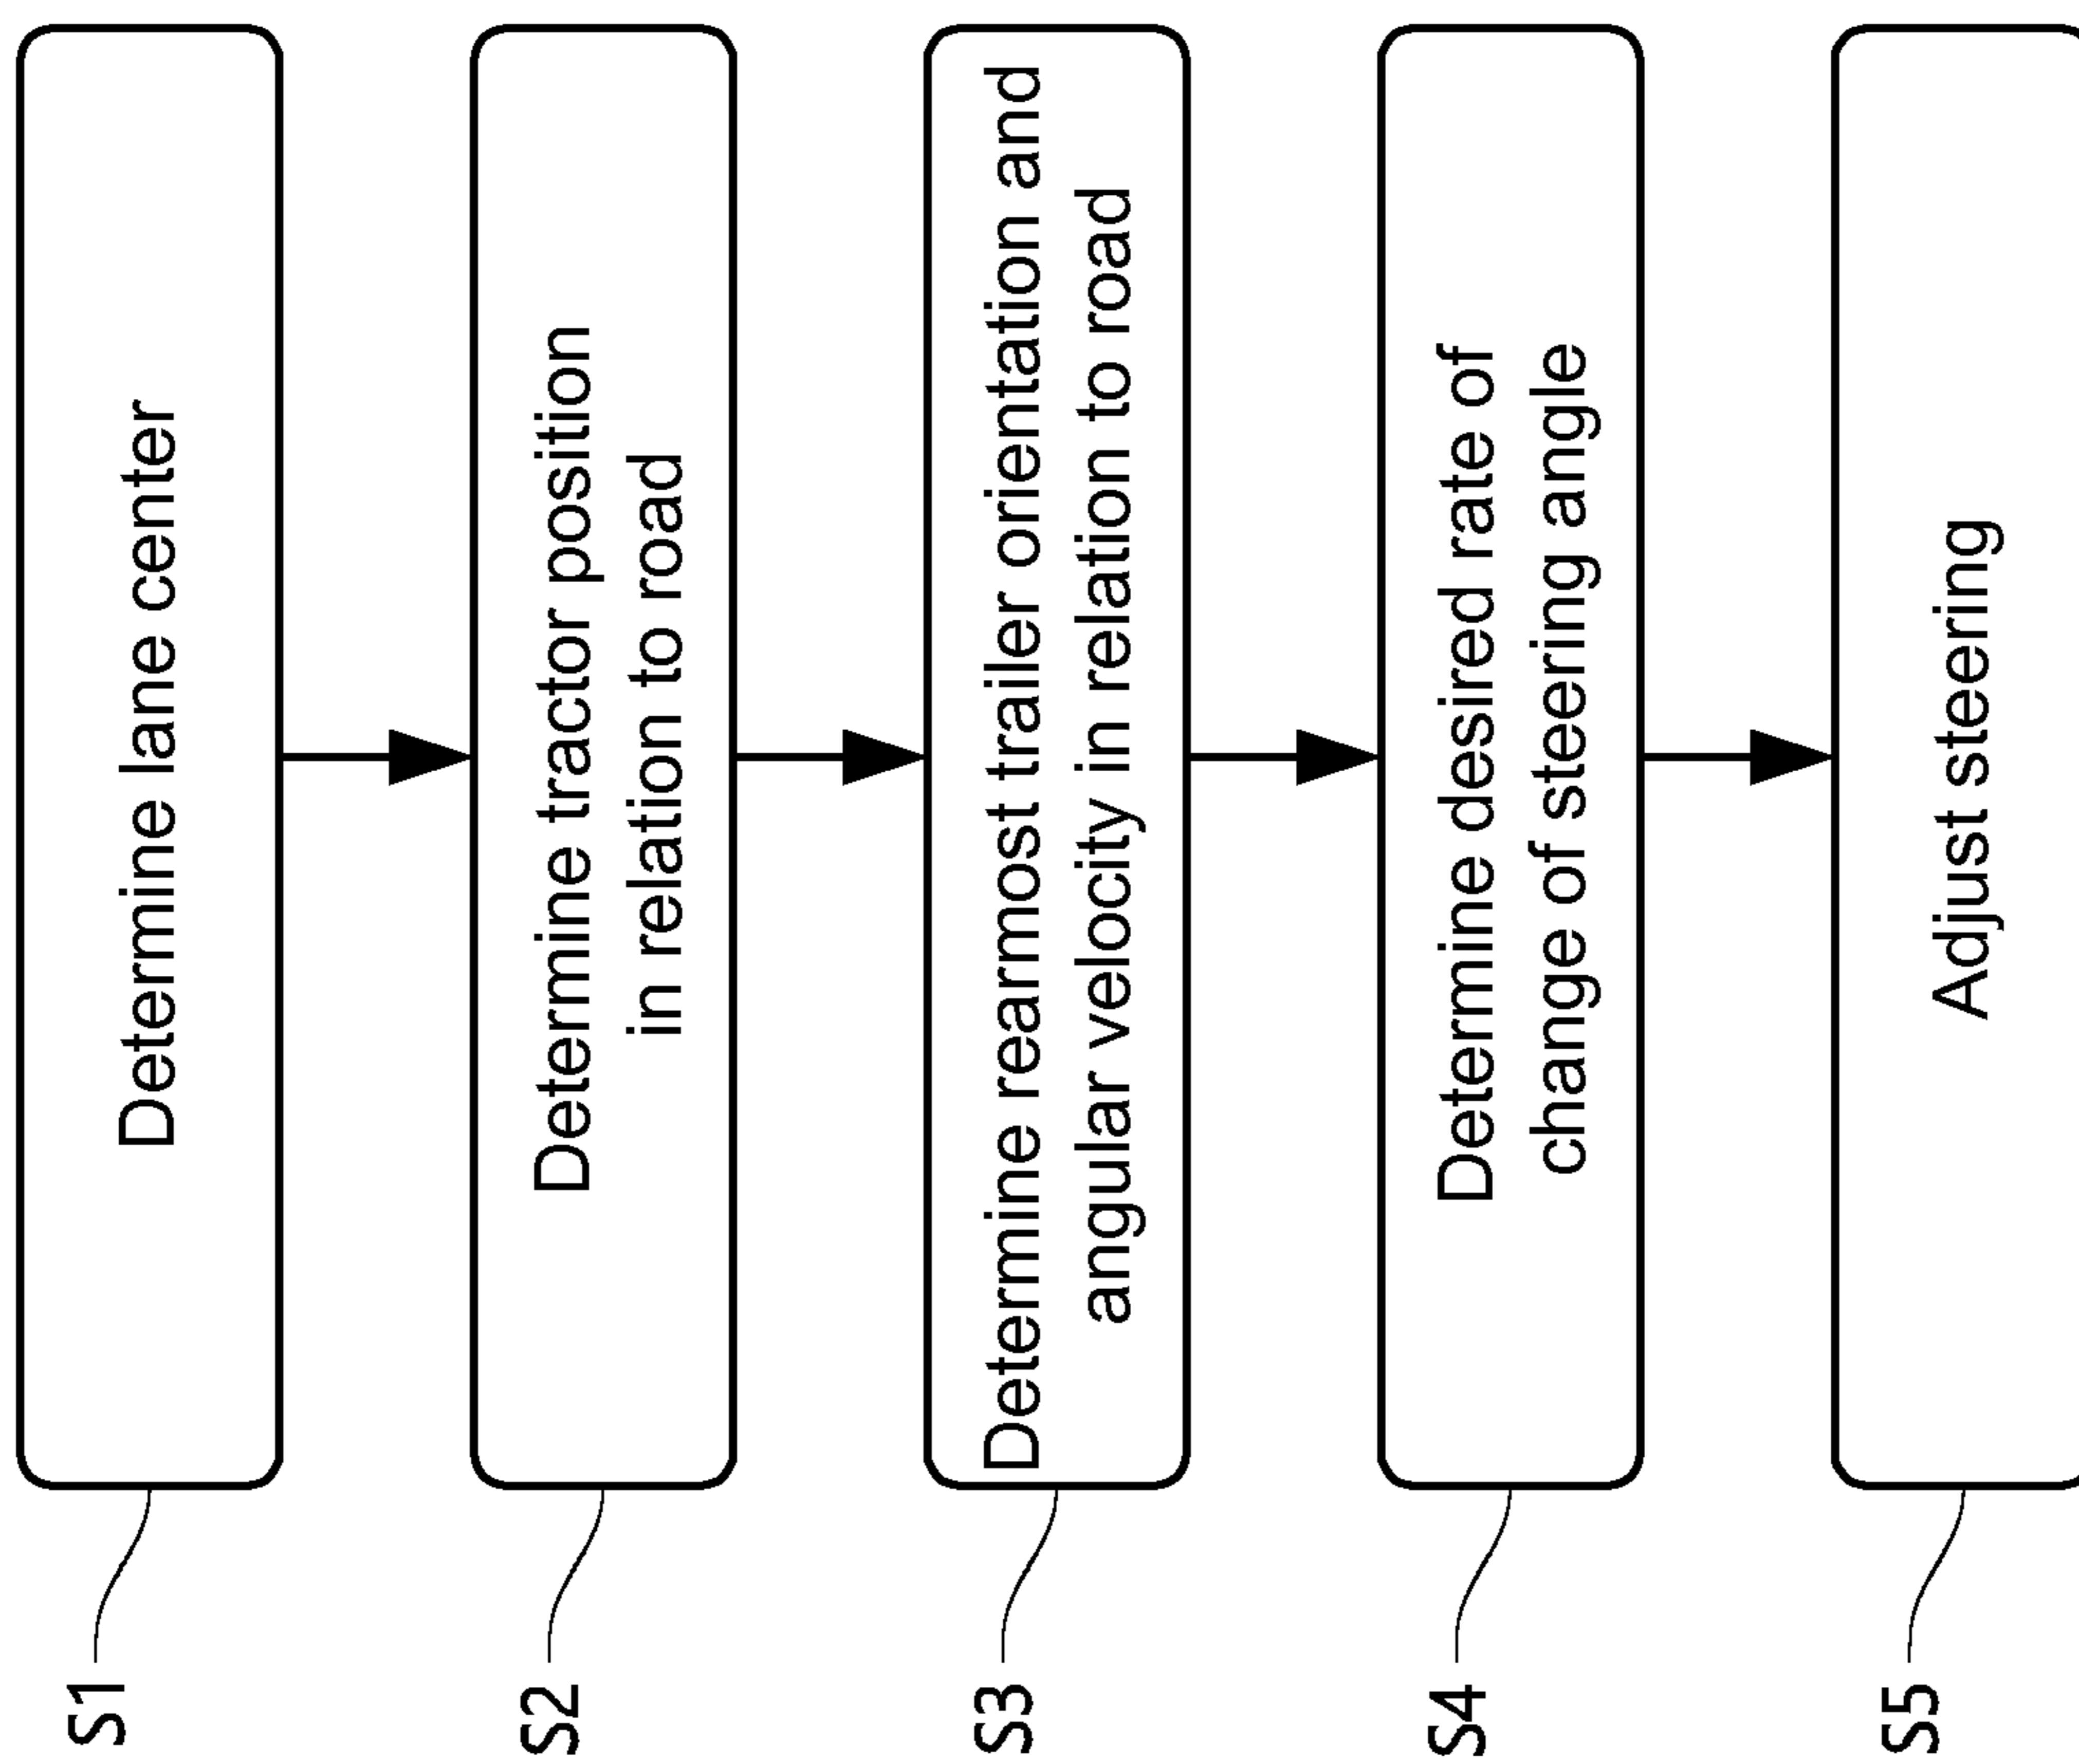 S1
Determine lane center
S2
Determine tractor position
in relation to road
S3
Determine rearmost trailer orientation and
angular velocity in relation to road
S4
Determine desired rate of
change of steering angle
S5
Adjust steering